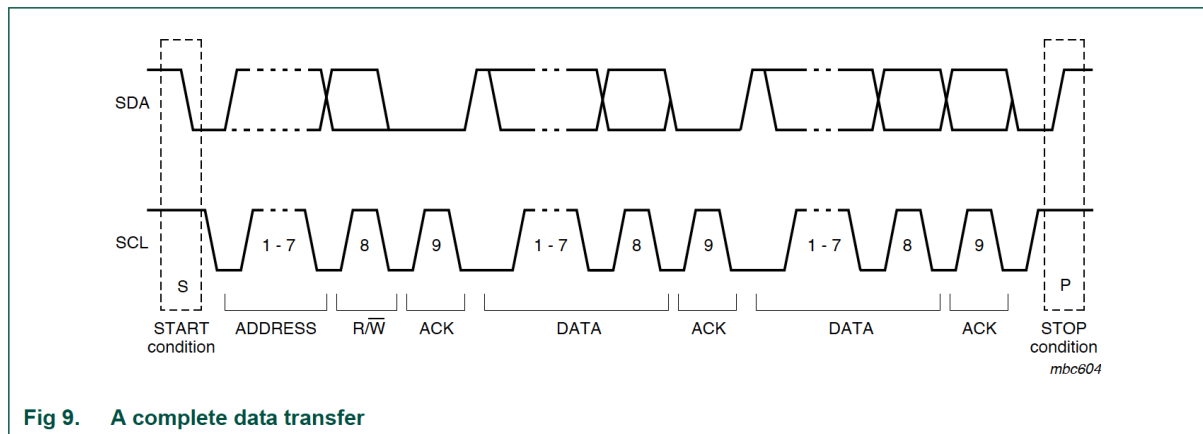 SDA
SCL
1 - 7 8 9 1 - 7 8 9 1 - 7 8 9
S P
START condition
ADDRESS R/W̅ ACK DATA ACK DATA ACK
STOP condition
mbc604
Fig 9. A complete data transfer